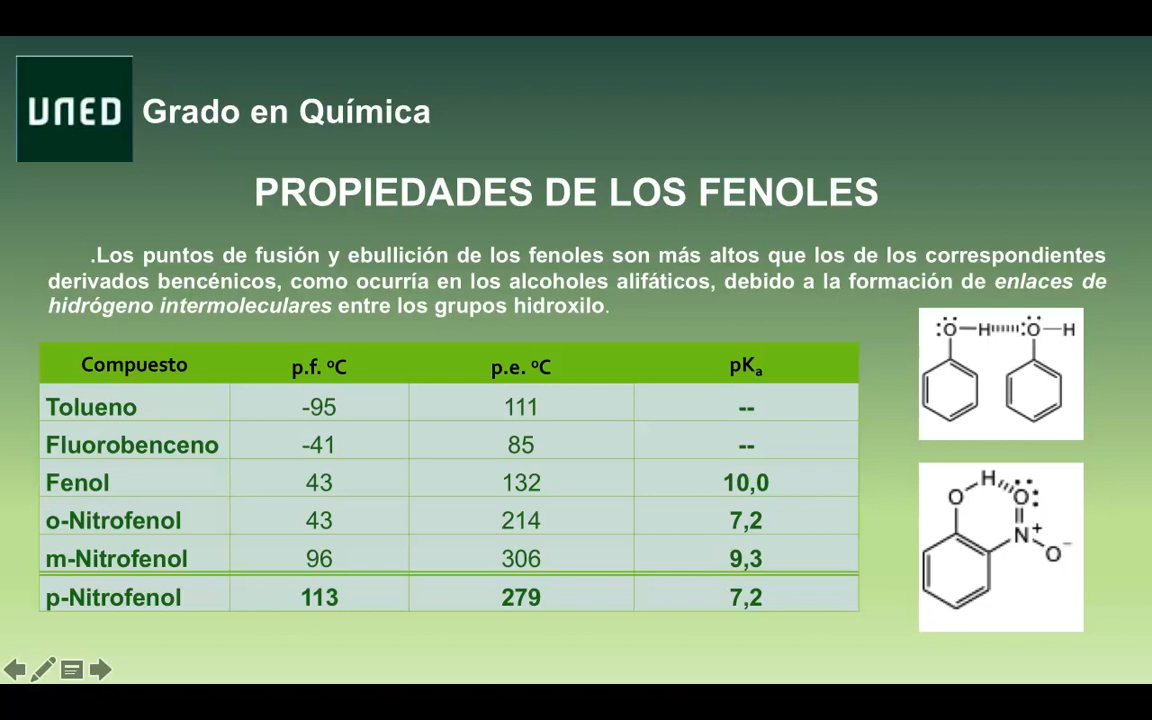 UNED
Grado en Química
PROPIEDADES DE LOS FENOLES
.Los puntos de fusión y ebullición de los fenoles son más altos que los de los correspondientes
derivados bencénicos, como ocurría en los alcoholes alifáticos, debido a la formación de enlaces de
hidrógeno intermoleculares entre los grupos hidroxilo.
Compuesto p.f. ºC p.e. ºC pKa
Tolueno -95 111 --
Fluorobenceno -41 85 --
Fenol 43 132 10,0
o-Nitrofenol 43 214 7,2
m-Nitrofenol 96 306 9,3
p-Nitrofenol 113 279 7,2
O H O H
H
O O
N+
O−